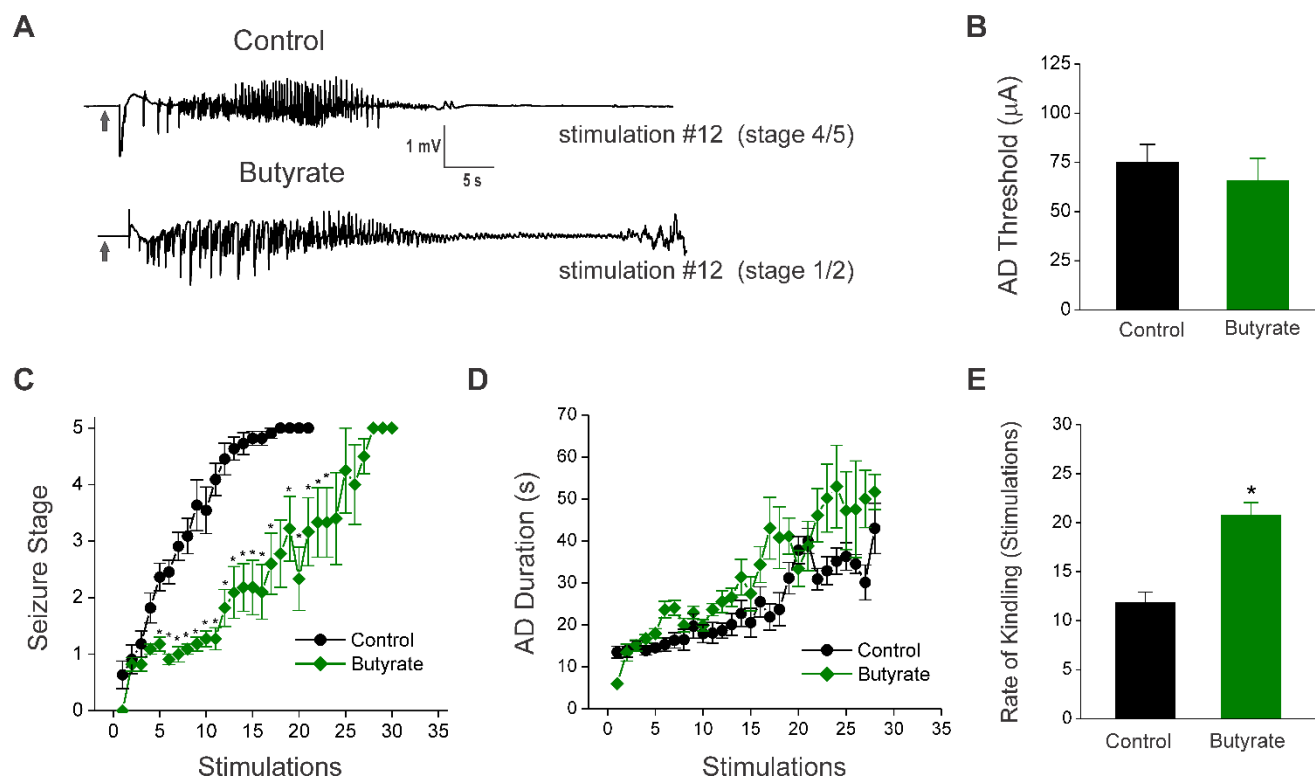 A
Control
stimulation #12 (stage 4/5)
1 mV
5 s
Butyrate
stimulation #12 (stage 1/2)
B
AD Threshold (μA)
125
100
75
50
25
0
Control
Butyrate
C
Seizure Stage
5
4
3
2
1
0
* * * * * * * * * * * * * * * * * *
Control
Butyrate
0 5 10 15 20 25 30 35
Stimulations
D
AD Duration (s)
70
60
50
40
30
20
10
0
Control
Butyrate
0 5 10 15 20 25 30 35
Stimulations
E
Rate of Kindling (Stimulations)
30
25
20
15
10
5
0
*
Control
Butyrate